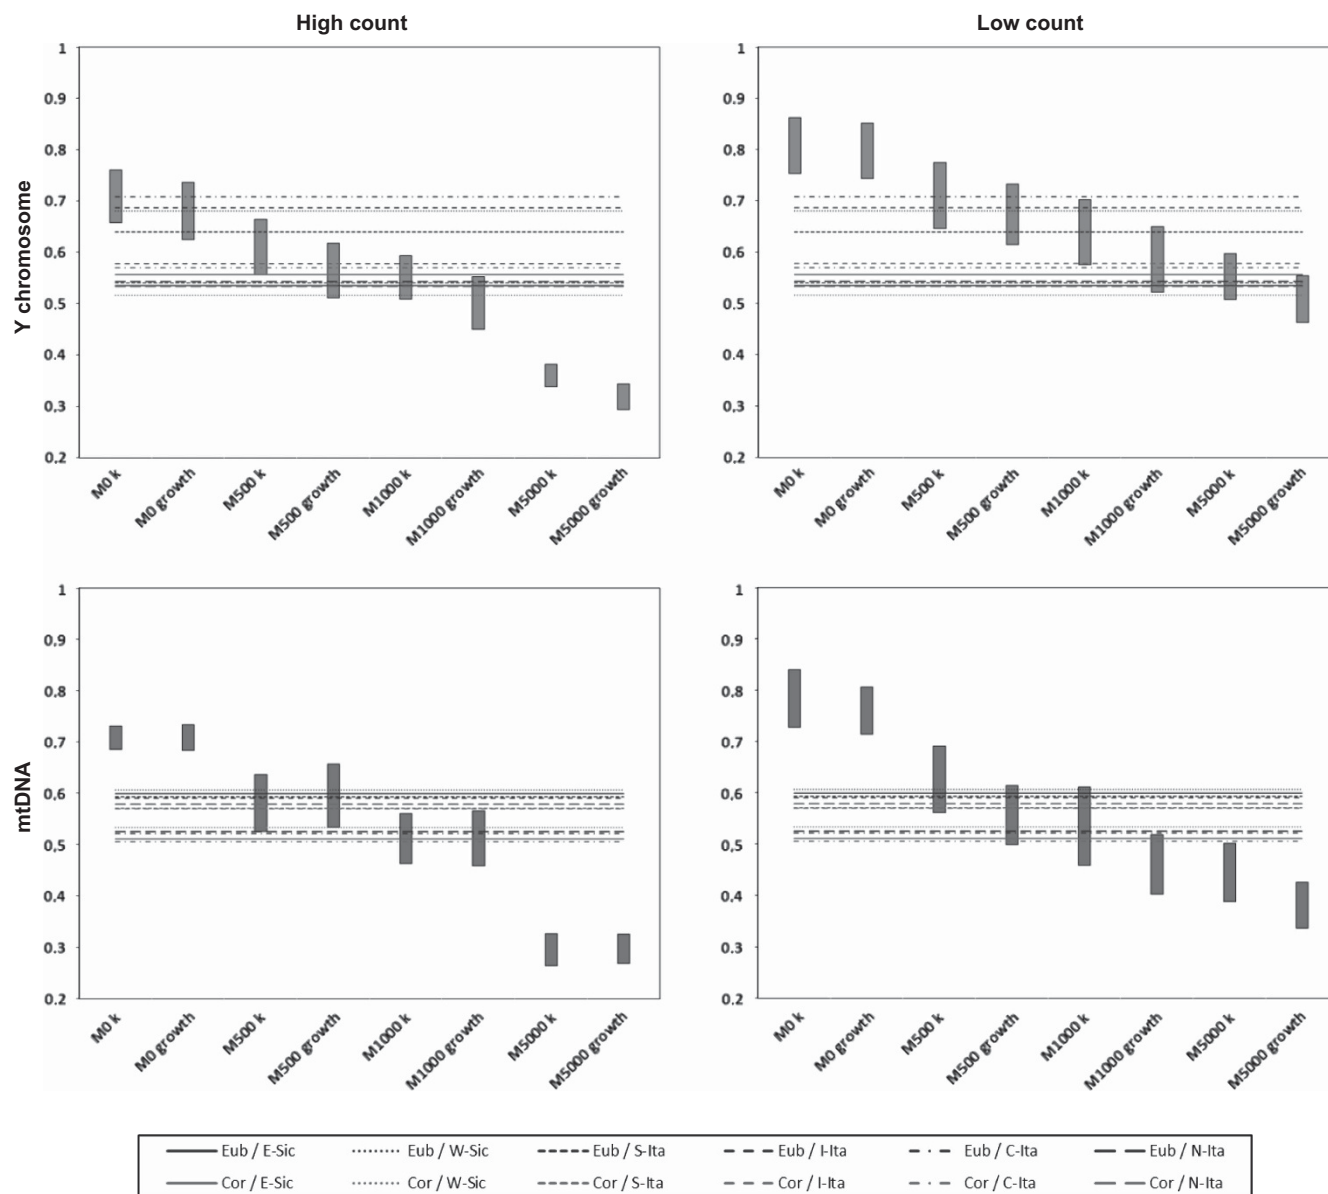 High count
Low count
Y chromosome
1
0.9
0.8
0.7
0.6
0.5
0.4
0.3
0.2
M0 k
M0 growth
M500 k
M500 growth
M1000 k
M1000 growth
M5000 k
M5000 growth
1
0.9
0.8
0.7
0.6
0.5
0.4
0.3
0.2
M0 k
M0 growth
M500 k
M500 growth
M1000 k
M1000 growth
M5000 k
M5000 growth
mtDNA
1
0.9
0.8
0.7
0.6
0.5
0.4
0.3
0.2
M0 k
M0 growth
M500 k
M500 growth
M1000 k
M1000 growth
M5000 k
M5000 growth
1
0.9
0.8
0.7
0.6
0.5
0.4
0.3
0.2
M0 k
M0 growth
M500 k
M500 growth
M1000 k
M1000 growth
M5000 k
M5000 growth
Eub / E-Sic Eub / W-Sic Eub / S-Ita Eub / I-Ita Eub / C-Ita Eub / N-Ita
Cor / E-Sic Cor / W-Sic Cor / S-Ita Cor / I-Ita Cor / C-Ita Cor / N-Ita